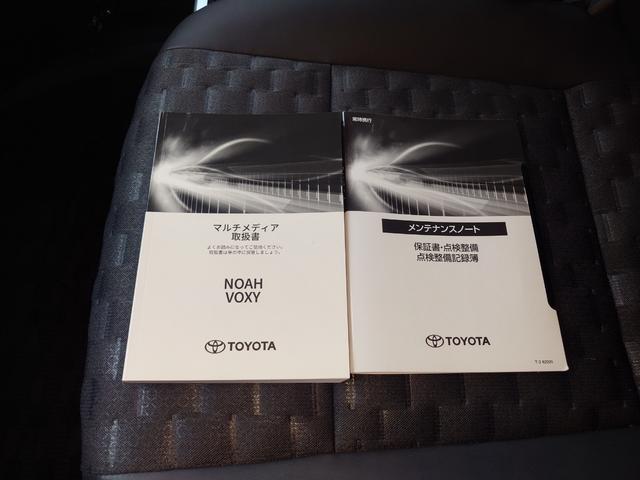 マルチメディア
取扱書
よくお読みになってご使用ください。
取扱書は車の中に保管しましょう。
NOAH
VOXY
TOYOTA
常時携行
メンテナンスノート
保証書・点検整備
点検整備記録簿
TOYOTA